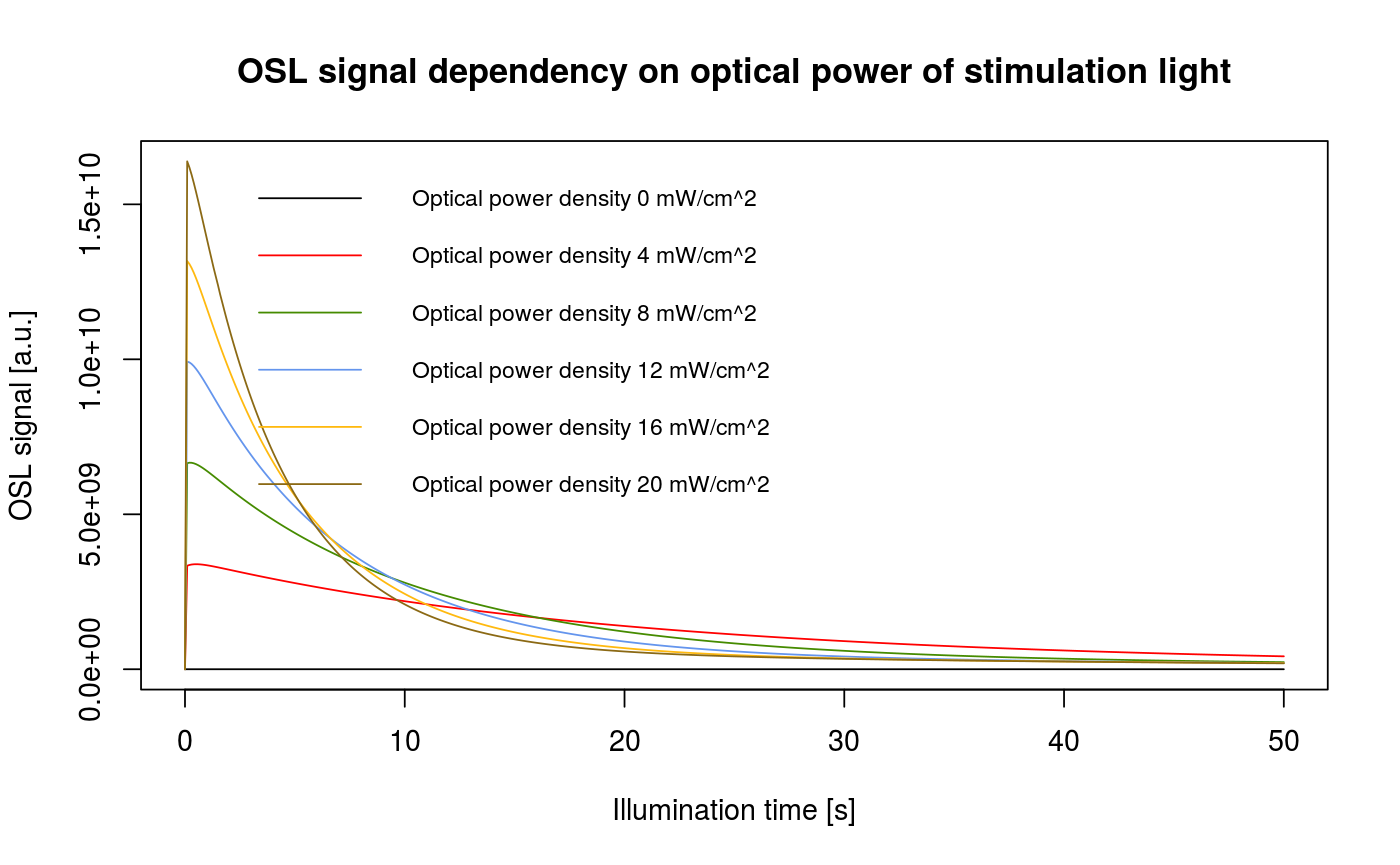 OSL signal dependency on optical power of stimulation light
OSL signal [a.u.]
1.5e+10
1.0e+10
5.0e+09
0.0e+00
Optical power density 0 mW/cm^2
Optical power density 4 mW/cm^2
Optical power density 8 mW/cm^2
Optical power density 12 mW/cm^2
Optical power density 16 mW/cm^2
Optical power density 20 mW/cm^2
0 10 20 30 40 50
Illumination time [s]